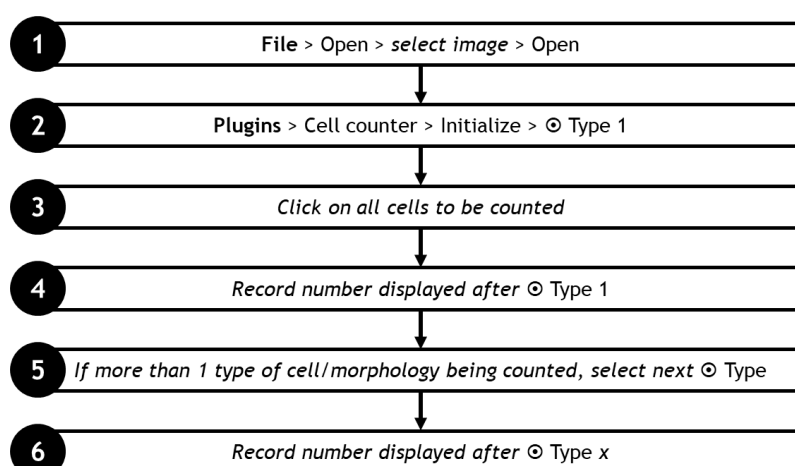 1 File > Open > select image > Open
2 Plugins > Cell counter > Initialize > ⊙ Type 1
3 Click on all cells to be counted
4 Record number displayed after ⊙ Type 1
5 If more than 1 type of cell/morphology being counted, select next ⊙ Type
6 Record number displayed after ⊙ Type x